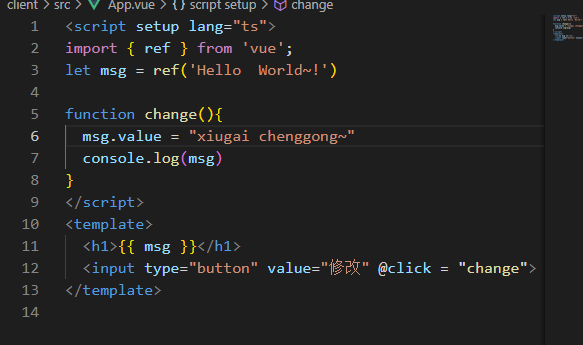 client > src > App.vue > {} script setup > change
1 <script setup lang="ts">
2 import { ref } from 'vue';
3 let msg = ref('Hello  World~!')
4
5 function change(){
6   msg.value = "xiugai chenggong~"
7   console.log(msg)
8 }
9 </script>
10 <template>
11   <h1>{{ msg }}</h1>
12   <input type="button" value="修改" @click = "change">
13 </template>
14